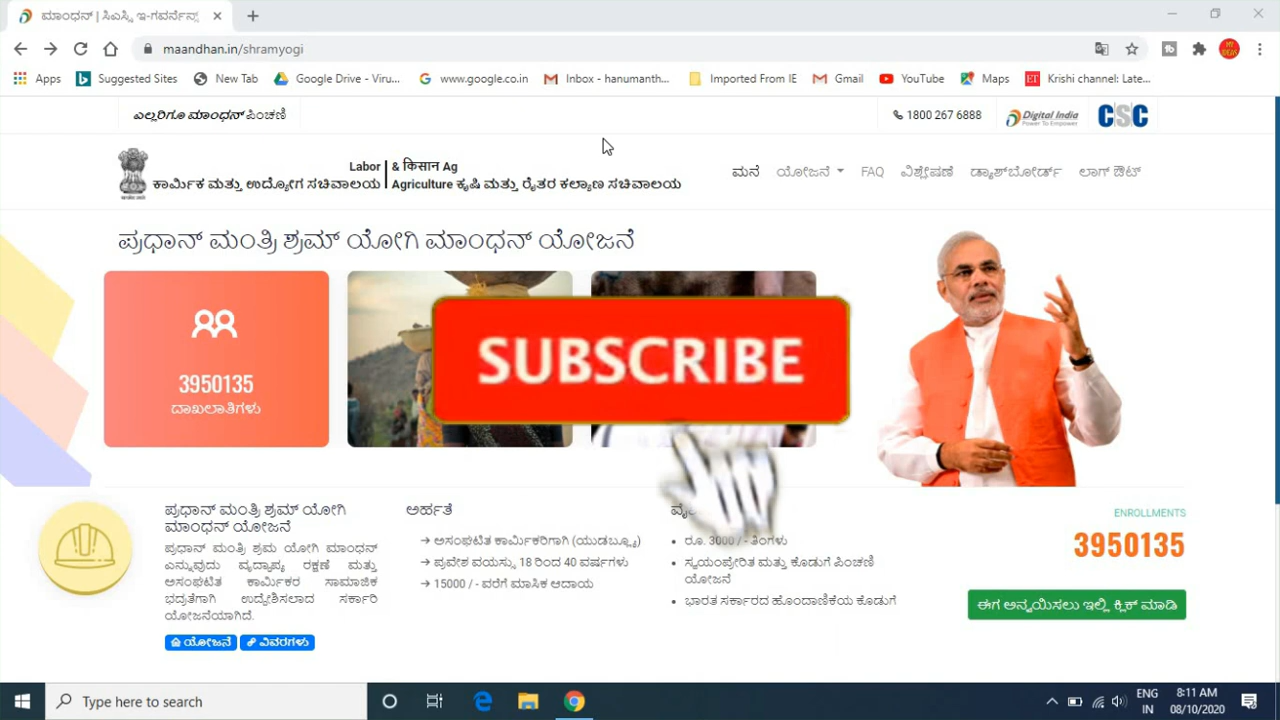 ಮಾಂಧನ್ | ಸಿಎಸ್ಸಿ ಇ-ಗವರ್ನೆನ್ಸ್
maandhan.in/shramyogi
Apps Suggested Sites New Tab Google Drive - Viru... www.google.co.in Inbox - hanumanth... Imported From IE Gmail YouTube Maps Krishi channel: Late...
ಎಲ್ಲರಿಗೂ ಮಾಂಧನ್ ಪಿಂಚಣಿ
1800 267 6888
Digital India
Power To Empower
CSC
Labor
ಕಾರ್ಮಿಕ ಮತ್ತು ಉದ್ಯೋಗ ಸಚಿವಾಲಯ
& किसान Ag
Agriculture ಕೃಷಿ ಮತ್ತು ರೈತರ ಕಲ್ಯಾಣ ಸಚಿವಾಲಯ
ಮನೆ ಯೋಜನೆ FAQ ವಿಶ್ಲೇಷಣೆ ಡ್ಯಾಶ್‌ಬೋರ್ಡ್ ಲಾಗ್ ಔಟ್
ಪ್ರಧಾನ್ ಮಂತ್ರಿ ಶ್ರಮ್ ಯೋಗಿ ಮಾಂಧನ್ ಯೋಜನೆ
3950135
ದಾಖಲಾತಿಗಳು
SUBSCRIBE
ಪ್ರಧಾನ್ ಮಂತ್ರಿ ಶ್ರಮ್ ಯೋಗಿ
ಮಾಂಧನ್ ಯೋಜನೆ
ಪ್ರಧಾನ್ ಮಂತ್ರಿ ಶ್ರಮ ಯೋಗಿ ಮಾಂಧನ್
ಎನ್ನುವುದು ವೃದ್ಧಾಪ್ಯ ರಕ್ಷಣೆ ಮತ್ತು
ಅಸಂಘಟಿತ ಕಾರ್ಮಿಕರ ಸಾಮಾಜಿಕ
ಭದ್ರತೆಗಾಗಿ ಉದ್ದೇಶಿಸಲಾದ ಸರ್ಕಾರಿ
ಯೋಜನೆಯಾಗಿದೆ.
ಯೋಜನೆ ವಿವರಗಳು
ಅರ್ಹತೆ
→ ಅಸಂಘಟಿತ ಕಾರ್ಮಿಕರಿಗಾಗಿ (ಯುಡಬ್ಲ್ಯೂ)
→ ಪ್ರವೇಶ ವಯಸ್ಸು 18 ರಿಂದ 40 ವರ್ಷಗಳು
→ 15000 / - ವರೆಗೆ ಮಾಸಿಕ ಆದಾಯ
• ರೂ. 3000 / - ತಿಂಗಳು
• ಸ್ವಯಂಪ್ರೇರಿತ ಮತ್ತು ಕೊಡುಗೆ ಪಿಂಚಣಿ
ಯೋಜನೆ
• ಭಾರತ ಸರ್ಕಾರದ ಹೊಂದಾಣಿಕೆಯ ಕೊಡುಗೆ
ENROLLMENTS
3950135
ಈಗ ಅನ್ವಯಿಸಲು ಇಲ್ಲಿ ಕ್ಲಿಕ್ ಮಾಡಿ
Type here to search
ENG
IN
8:11 AM
08/10/2020